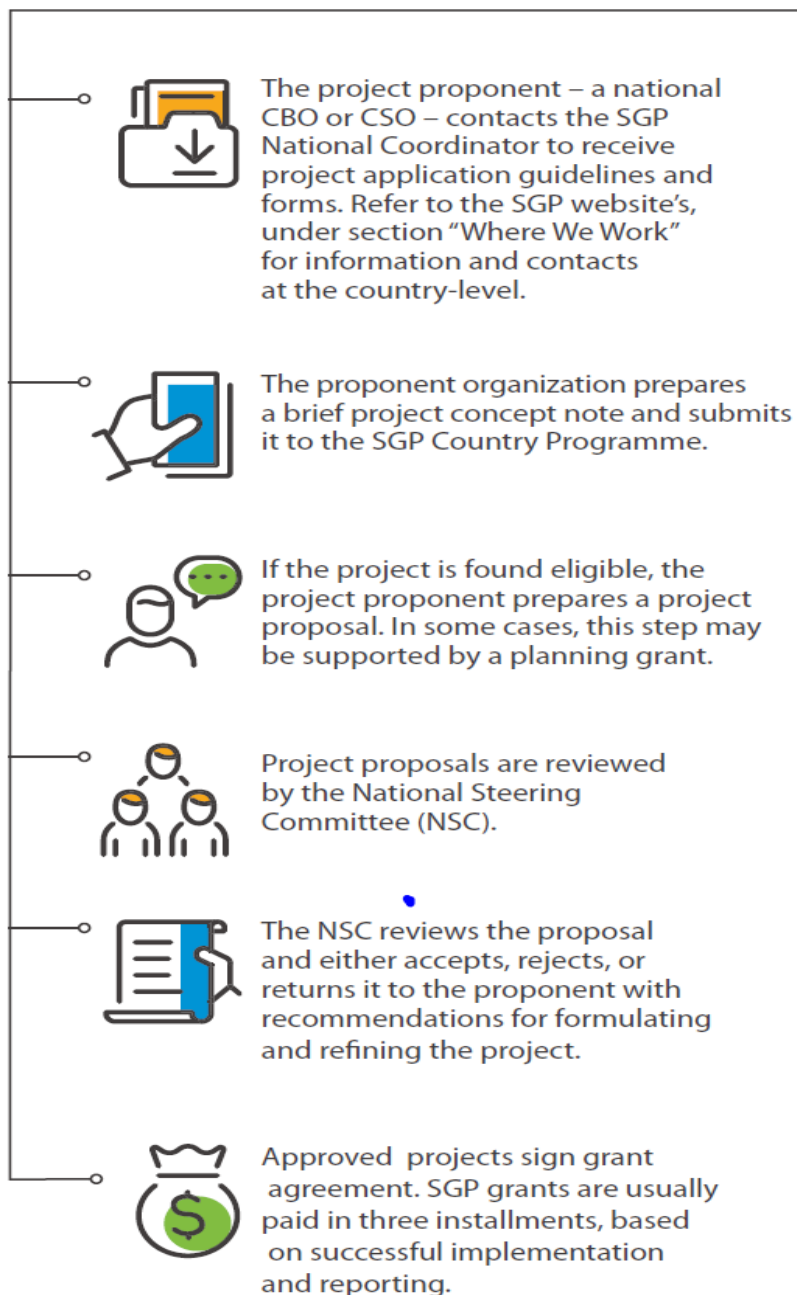 The project proponent – a national
CBO or CSO – contacts the SGP
National Coordinator to receive
project application guidelines and
forms. Refer to the SGP website’s,
under section “Where We Work”
for information and contacts
at the country-level.
The proponent organization prepares
a brief project concept note and submits
it to the SGP Country Programme.
If the project is found eligible, the
project proponent prepares a project
proposal. In some cases, this step may
be supported by a planning grant.
Project proposals are reviewed
by the National Steering
Committee (NSC).
The NSC reviews the proposal
and either accepts, rejects, or
returns it to the proponent with
recommendations for formulating
and refining the project.
$
Approved projects sign grant
agreement. SGP grants are usually
paid in three installments, based
on successful implementation
and reporting.